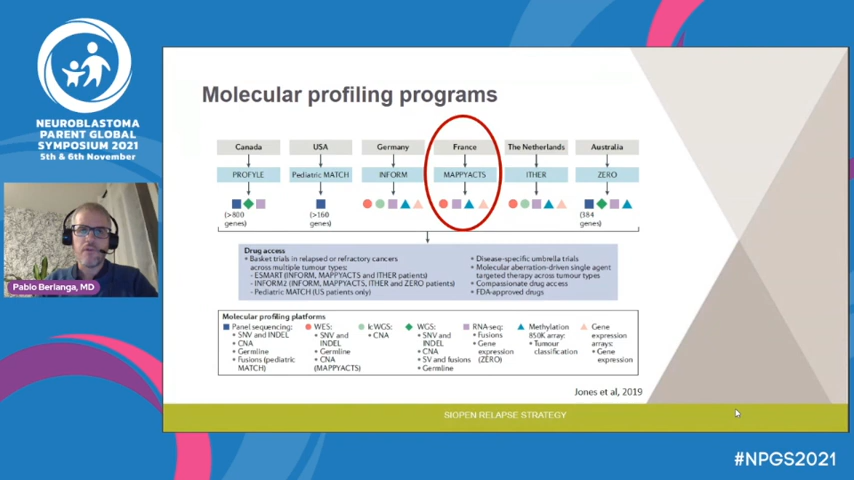 NEUROBLASTOMA
PARENT GLOBAL
SYMPOSIUM 2021
5th & 6th November
Pablo Berlanga, MD
Molecular profiling programs
Canada
USA
Germany
France
The Netherlands
Australia
PROFYLE
Pediatric MATCH
INFORM
MAPPYACTS
ITHER
ZERO
(>800
genes)
(>160
genes)
(384
genes)
Drug access
• Basket trials in relapsed or refractory cancers
across multiple tumour types:
- ESMART (INFORM, MAPPYACTS and ITHER patients)
- INFORM2 (INFORM, MAPPYACTS, ITHER and ZERO patients)
- Pediatric MATCH (US patients only)
• Disease-specific umbrella trials
• Molecular aberration-driven single agent
targeted therapy across tumour types
• Compassionate drug access
• FDA-approved drugs
Molecular profiling platforms
Panel sequencing:
• SNV and INDEL
• CNA
• Germline
• Fusions (pediatric
MATCH)
WES:
• SNV and
INDEL
• Germline
• CNA
(MAPPYACTS)
lcWGS:
• CNA
WGS:
• SNV and
INDEL
• CNA
• SV and fusions
• Germline
RNA-seq:
• Fusions
• Gene
expression
(ZERO)
Methylation
850K array:
• Tumour
classification
Gene
expression
arrays:
• Gene
expression
Jones et al, 2019
SIOPEN RELAPSE STRATEGY
#NPGS2021